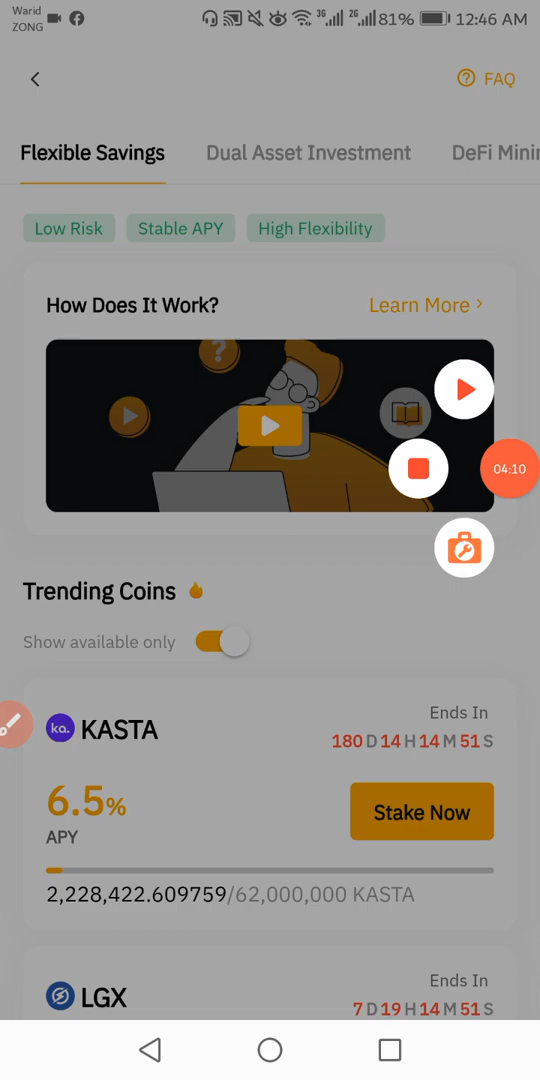 Warid
ZONG
3G 2G 81% 12:46 AM
FAQ
Flexible Savings Dual Asset Investment DeFi Minin
Low Risk Stable APY High Flexibility
How Does It Work? Learn More >
?
04:10
Trending Coins
Show available only
Ends In
ka. KASTA
180 D 14 H 14 M 51 S
6.5%
Stake Now
APY
2,228,422.609759/62,000,000 KASTA
Ends In
LGX
7 D 19 H 14 M 51 S